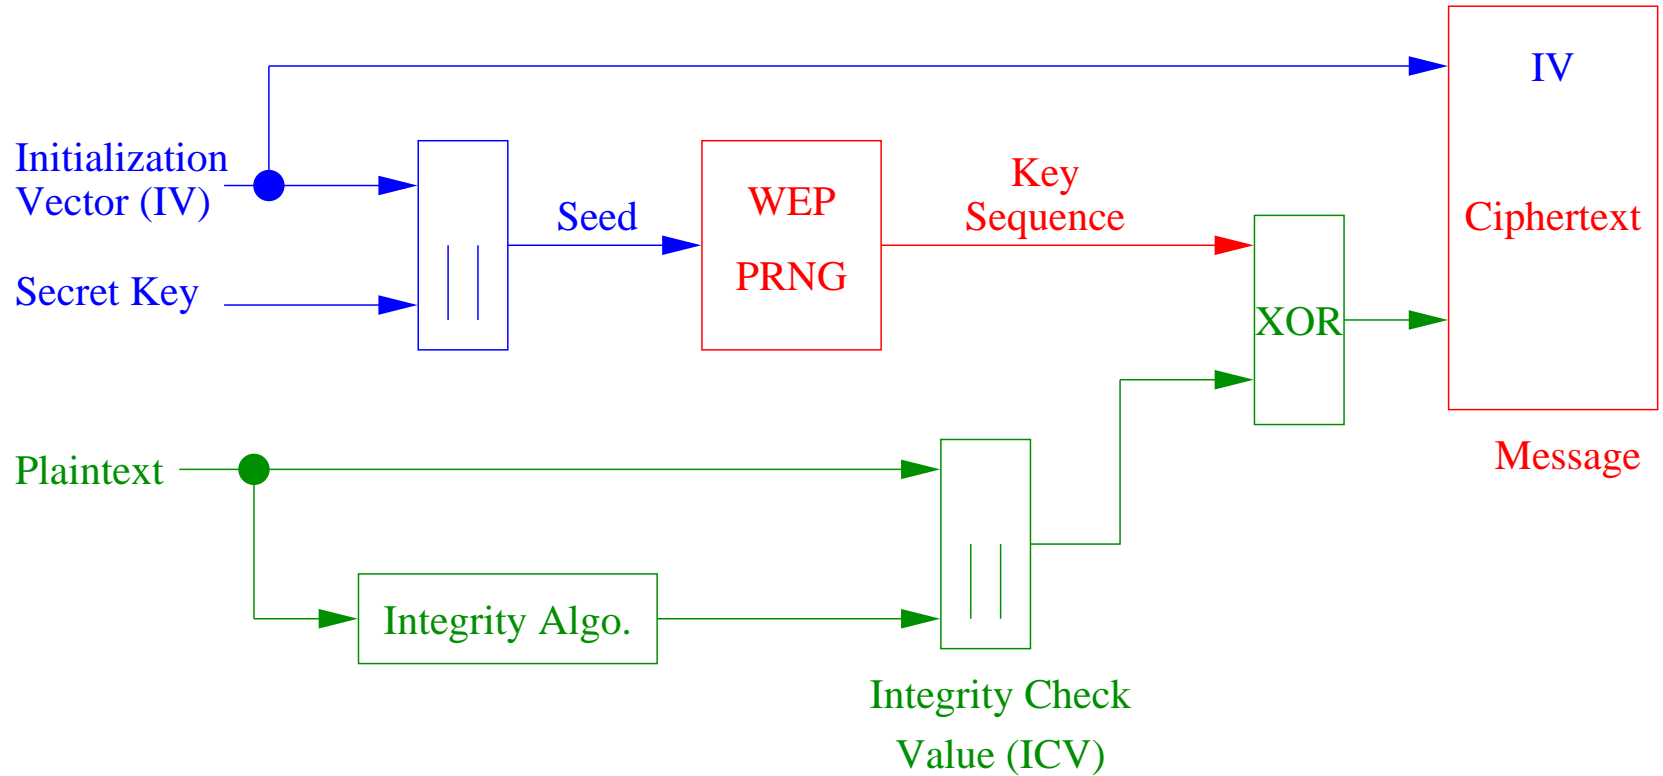 IV
Initialization
Vector (IV)
Seed
WEP
PRNG
Key
Sequence
Ciphertext
Secret Key
||
XOR
Message
Plaintext
||
Integrity Algo.
Integrity Check
Value (ICV)